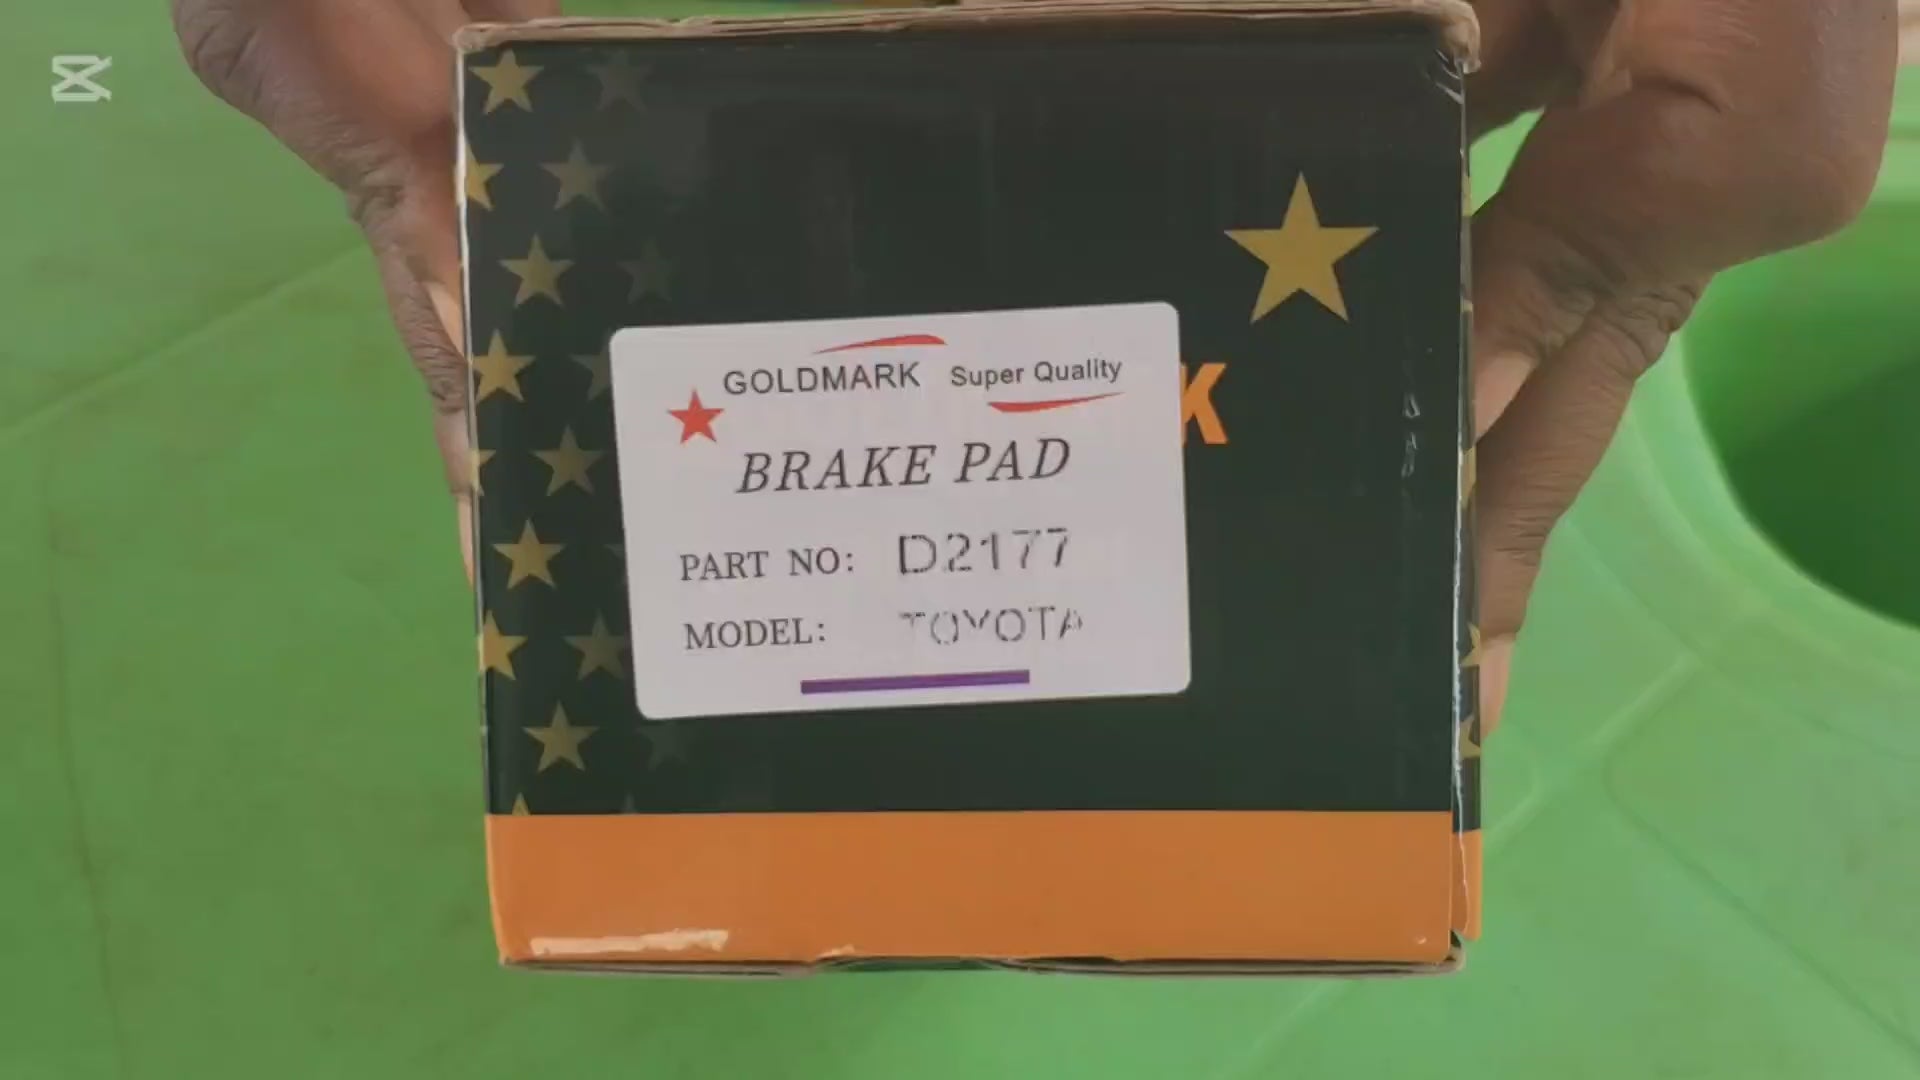 GOLDMARK Super Quality
K
BRAKE PAD
PART NO: D2177
MODEL: TOYOTA